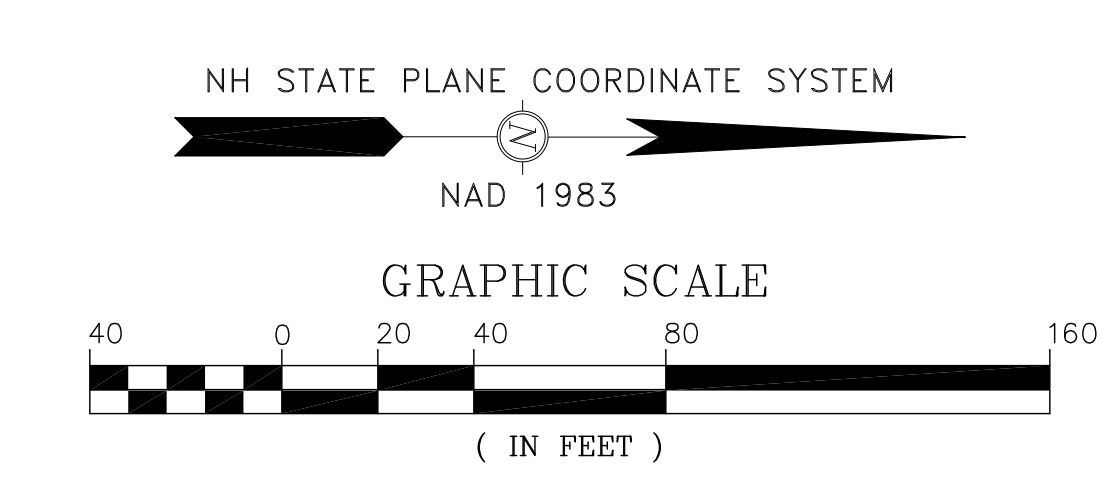 NH STATE PLANE COORDINATE SYSTEM
N
NAD 1983
GRAPHIC SCALE
40 0 20 40 80 160
( IN FEET )